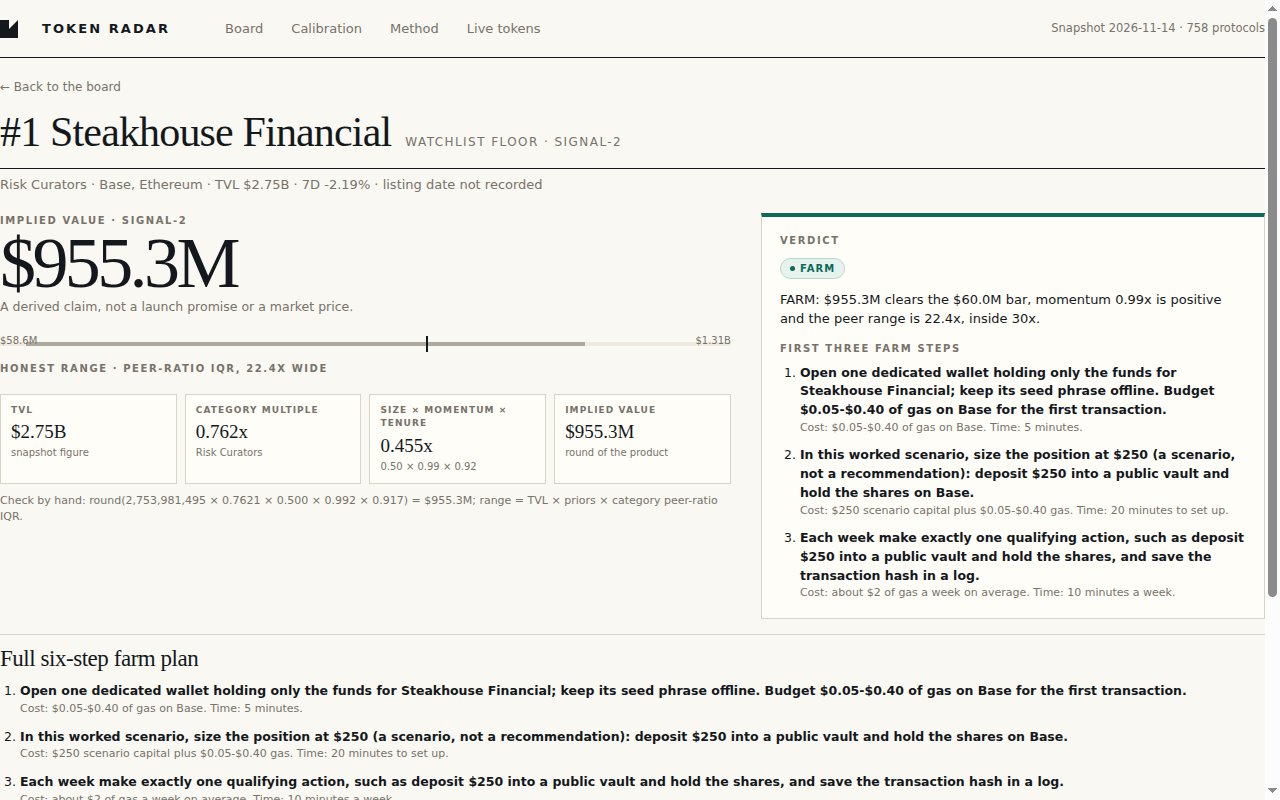 TOKEN RADAR
Board
Calibration
Method
Live tokens
Snapshot 2026-11-14 · 758 protocols
← Back to the board
#1 Steakhouse Financial
WATCHLIST FLOOR · SIGNAL-2
Risk Curators · Base, Ethereum · TVL $2.75B · 7D -2.19% · listing date not recorded
IMPLIED VALUE · SIGNAL-2
$955.3M
A derived claim, not a launch promise or a market price.
$58.6M
$1.31B
HONEST RANGE · PEER-RATIO IQR, 22.4X WIDE
TVL
$2.75B
snapshot figure
CATEGORY MULTIPLE
0.762x
Risk Curators
SIZE × MOMENTUM ×
TENURE
0.455x
0.50 × 0.99 × 0.92
IMPLIED VALUE
$955.3M
round of the product
Check by hand: round(2,753,981,495 × 0.7621 × 0.500 × 0.992 × 0.917) = $955.3M; range = TVL × priors × category peer-ratio
IQR.
VERDICT
FARM
FARM: $955.3M clears the $60.0M bar, momentum 0.99x is positive
and the peer range is 22.4x, inside 30x.
FIRST THREE FARM STEPS
1. Open one dedicated wallet holding only the funds for
Steakhouse Financial; keep its seed phrase offline. Budget
$0.05-$0.40 of gas on Base for the first transaction.
Cost: $0.05-$0.40 of gas on Base. Time: 5 minutes.
2. In this worked scenario, size the position at $250 (a scenario,
not a recommendation): deposit $250 into a public vault and
hold the shares on Base.
Cost: $250 scenario capital plus $0.05-$0.40 gas. Time: 20 minutes to set up.
3. Each week make exactly one qualifying action, such as deposit
$250 into a public vault and hold the shares, and save the
transaction hash in a log.
Cost: about $2 of gas a week on average. Time: 10 minutes a week.
Full six-step farm plan
1. Open one dedicated wallet holding only the funds for Steakhouse Financial; keep its seed phrase offline. Budget $0.05-$0.40 of gas on Base for the first transaction.
Cost: $0.05-$0.40 of gas on Base. Time: 5 minutes.
2. In this worked scenario, size the position at $250 (a scenario, not a recommendation): deposit $250 into a public vault and hold the shares on Base.
Cost: $250 scenario capital plus $0.05-$0.40 gas. Time: 20 minutes to set up.
3. Each week make exactly one qualifying action, such as deposit $250 into a public vault and hold the shares, and save the transaction hash in a log.
Cost: about $2 of gas a week on average. Time: 10 minutes a week.